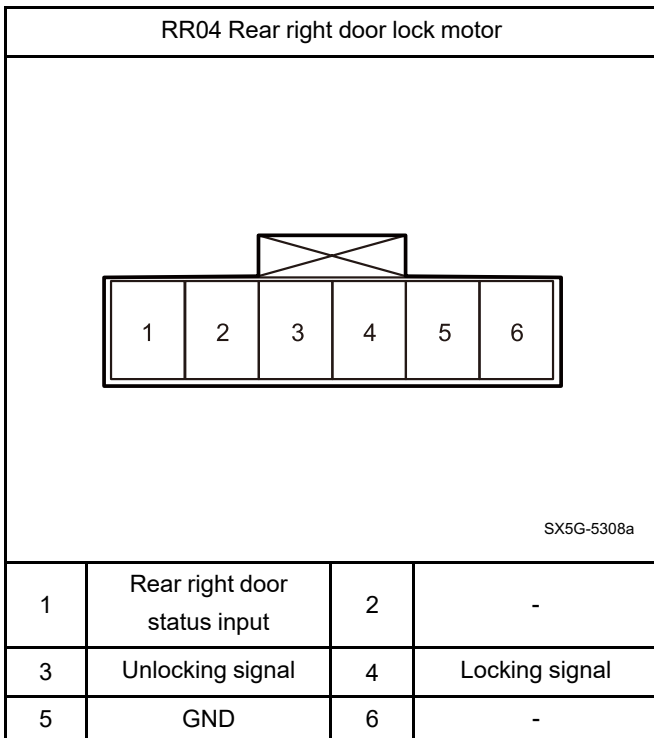 RR04 Rear right door lock motor
1 2 3 4 5 6
SX5G-5308a
1 Rear right door status input 2 -
3 Unlocking signal 4 Locking signal
5 GND 6 -